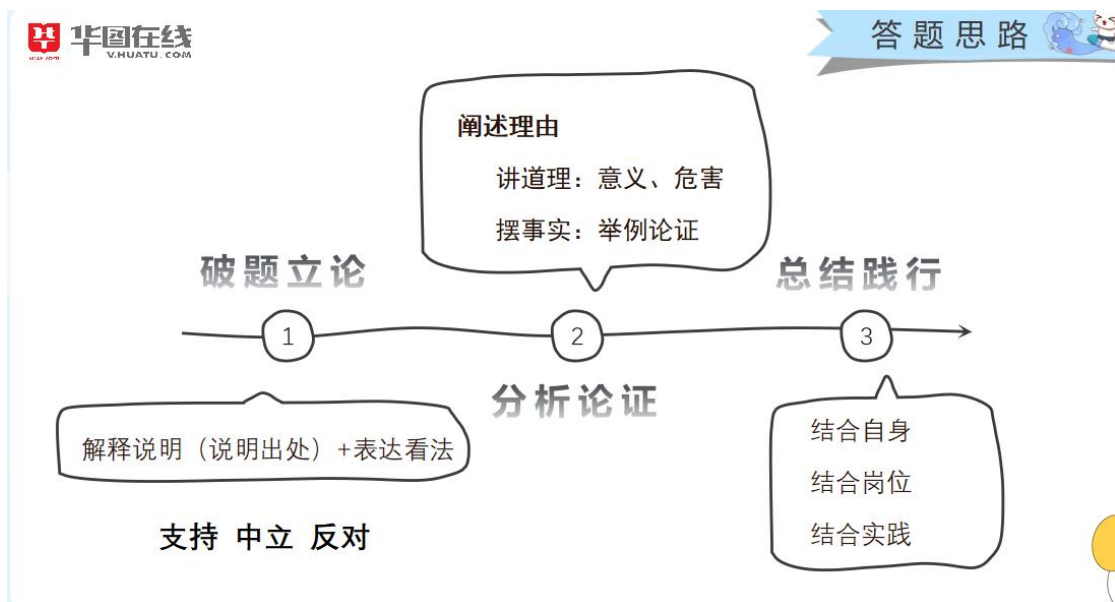 华图在线
V.HUATU.COM
答题思路
阐述理由
讲道理：意义、危害
摆事实：举例论证
破题立论
总结践行
1
2
3
分析论证
解释说明（说明出处）+表达看法
结合自身
结合岗位
结合实践
支持 中立 反对